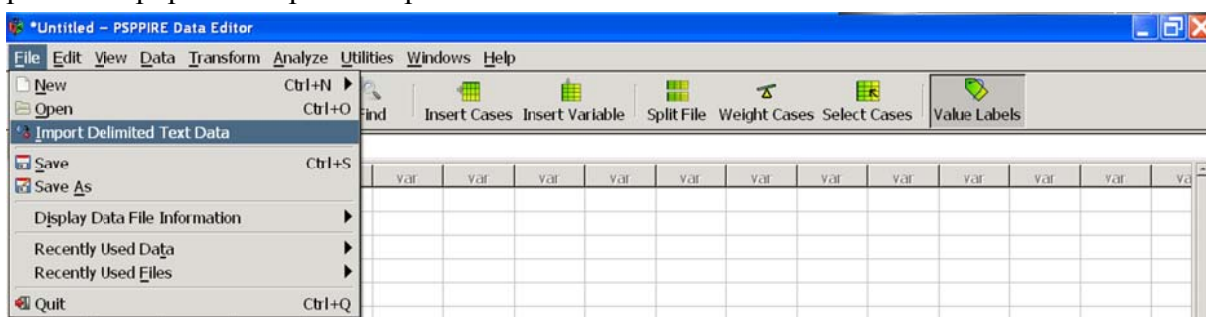 *Untitled – PSPPIRE Data Editor
File Edit View Data Transform Analyze Utilities Windows Help
New Ctrl+N
Open Ctrl+O
Import Delimited Text Data
Save Ctrl+S
Save As
Display Data File Information
Recently Used Data
Recently Used Files
Quit Ctrl+Q
Find Insert Cases Insert Variable Split File Weight Cases Select Cases Value Labels
var var var var var var var var var var var va